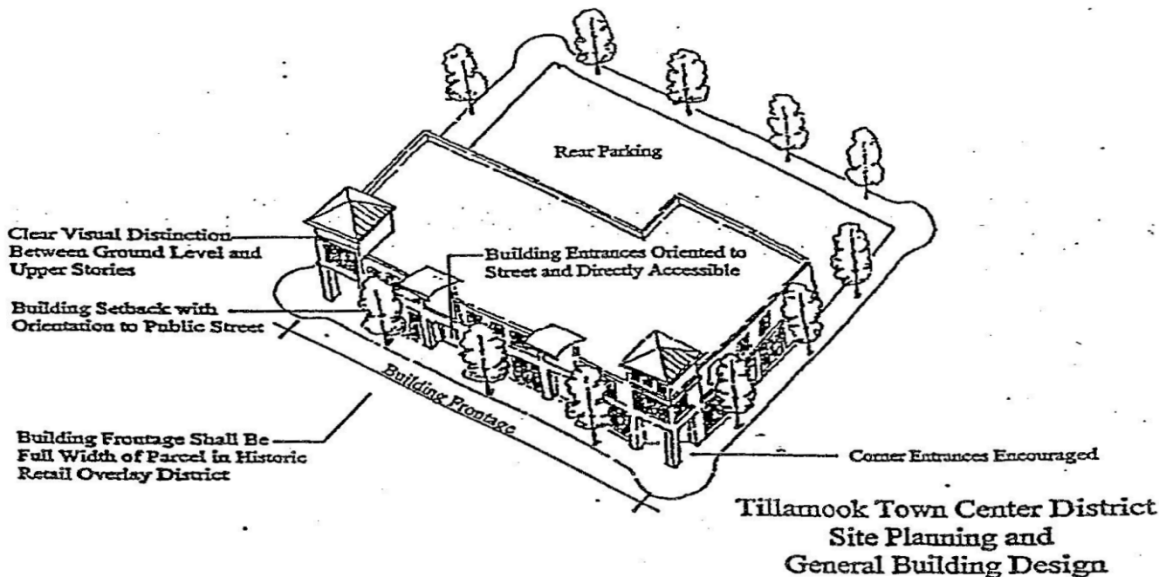 Rear Parking
Clear Visual Distinction
Between Ground Level and
Upper Stories
Building Entrances Oriented to
Street and Directly Accessible
Building Setback with
Orientation to Public Street
Building Frontage
Building Frontage Shall Be
Full Width of Parcel in Historic
Retail Overlay District
Corner Entrances Encouraged
Tillamook Town Center District
Site Planning and
General Building Design